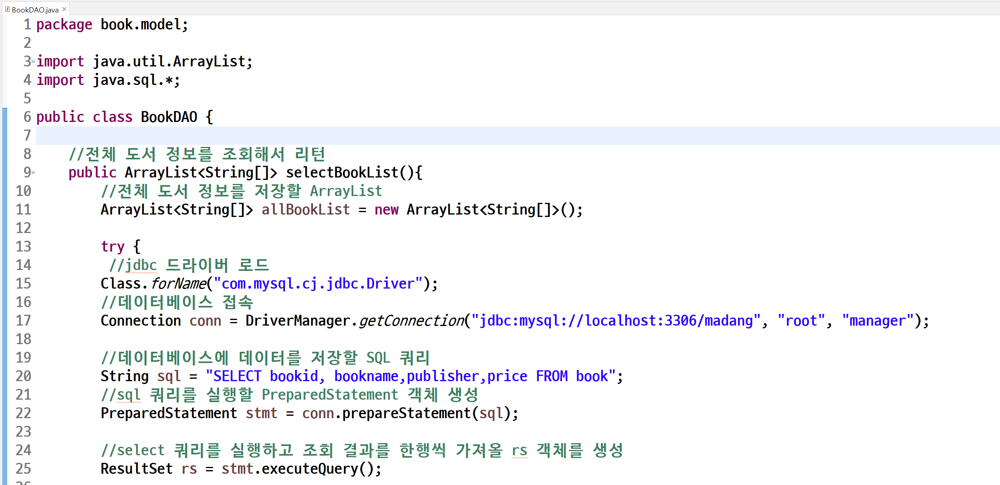 BookDAO.java
1 package book.model;
2
3 import java.util.ArrayList;
4 import java.sql.*;
5
6 public class BookDAO {
7
8 //전체 도서 정보를 조회해서 리턴
9 public ArrayList<String[]> selectBookList(){
10 //전체 도서 정보를 저장할 ArrayList
11 ArrayList<String[]> allBookList = new ArrayList<String[]>();
12
13 try {
14 //jdbc 드라이버 로드
15 Class.forName("com.mysql.cj.jdbc.Driver");
16 //데이터베이스 접속
17 Connection conn = DriverManager.getConnection("jdbc:mysql://localhost:3306/madang", "root", "manager");
18
19 //데이터베이스에 데이터를 저장할 SQL 쿼리
20 String sql = "SELECT bookid, bookname,publisher,price FROM book";
21 //sql 쿼리를 실행할 PreparedStatement 객체 생성
22 PreparedStatement stmt = conn.prepareStatement(sql);
23
24 //select 쿼리를 실행하고 조회 결과를 한행씩 가져올 rs 객체를 생성
25 ResultSet rs = stmt.executeQuery();